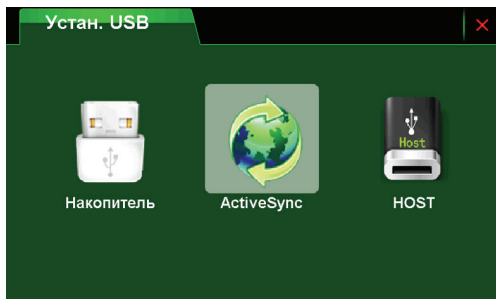 Устан. USB
Host
Накопитель
ActiveSync
HOST